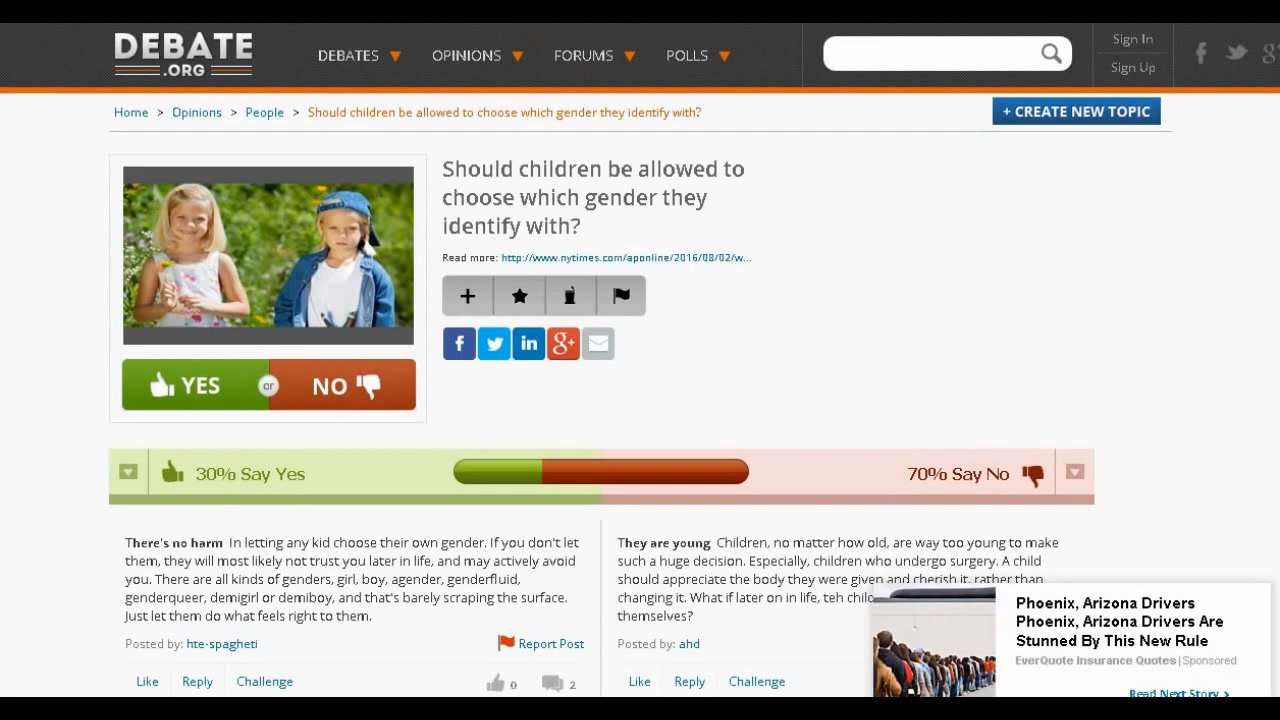 DEBATE
.ORG
DEBATES
OPINIONS
FORUMS
POLLS
Sign In
Sign Up
Home > Opinions > People > Should children be allowed to choose which gender they identify with?
+ CREATE NEW TOPIC
Should children be allowed to
choose which gender they
identify with?
Read more: http://www.nytimes.com/aponline/2016/08/02/w...
YES or NO
30% Say Yes
70% Say No
There's no harm In letting any kid choose their own gender. If you don't let
them, they will most likely not trust you later in life, and may actively avoid
you. There are all kinds of genders, girl, boy, agender, genderfluid,
genderqueer, demigirl or demiboy, and that's barely scraping the surface.
Just let them do what feels right to them.
Posted by: hte-spagheti
Report Post
Like Reply Challenge
0 2
They are young Children, no matter how old, are way too young to make
such a huge decision. Especially, children who undergo surgery. A child
should appreciate the body they were given and cherish it, rather than
changing it. What if later on in life, teh
themselves?
Posted by: ahd
Like Reply Challenge
Phoenix, Arizona Drivers
Phoenix, Arizona Drivers Are
Stunned By This New Rule
EverQuote Insurance Quotes | Sponsored
Read Next Story >